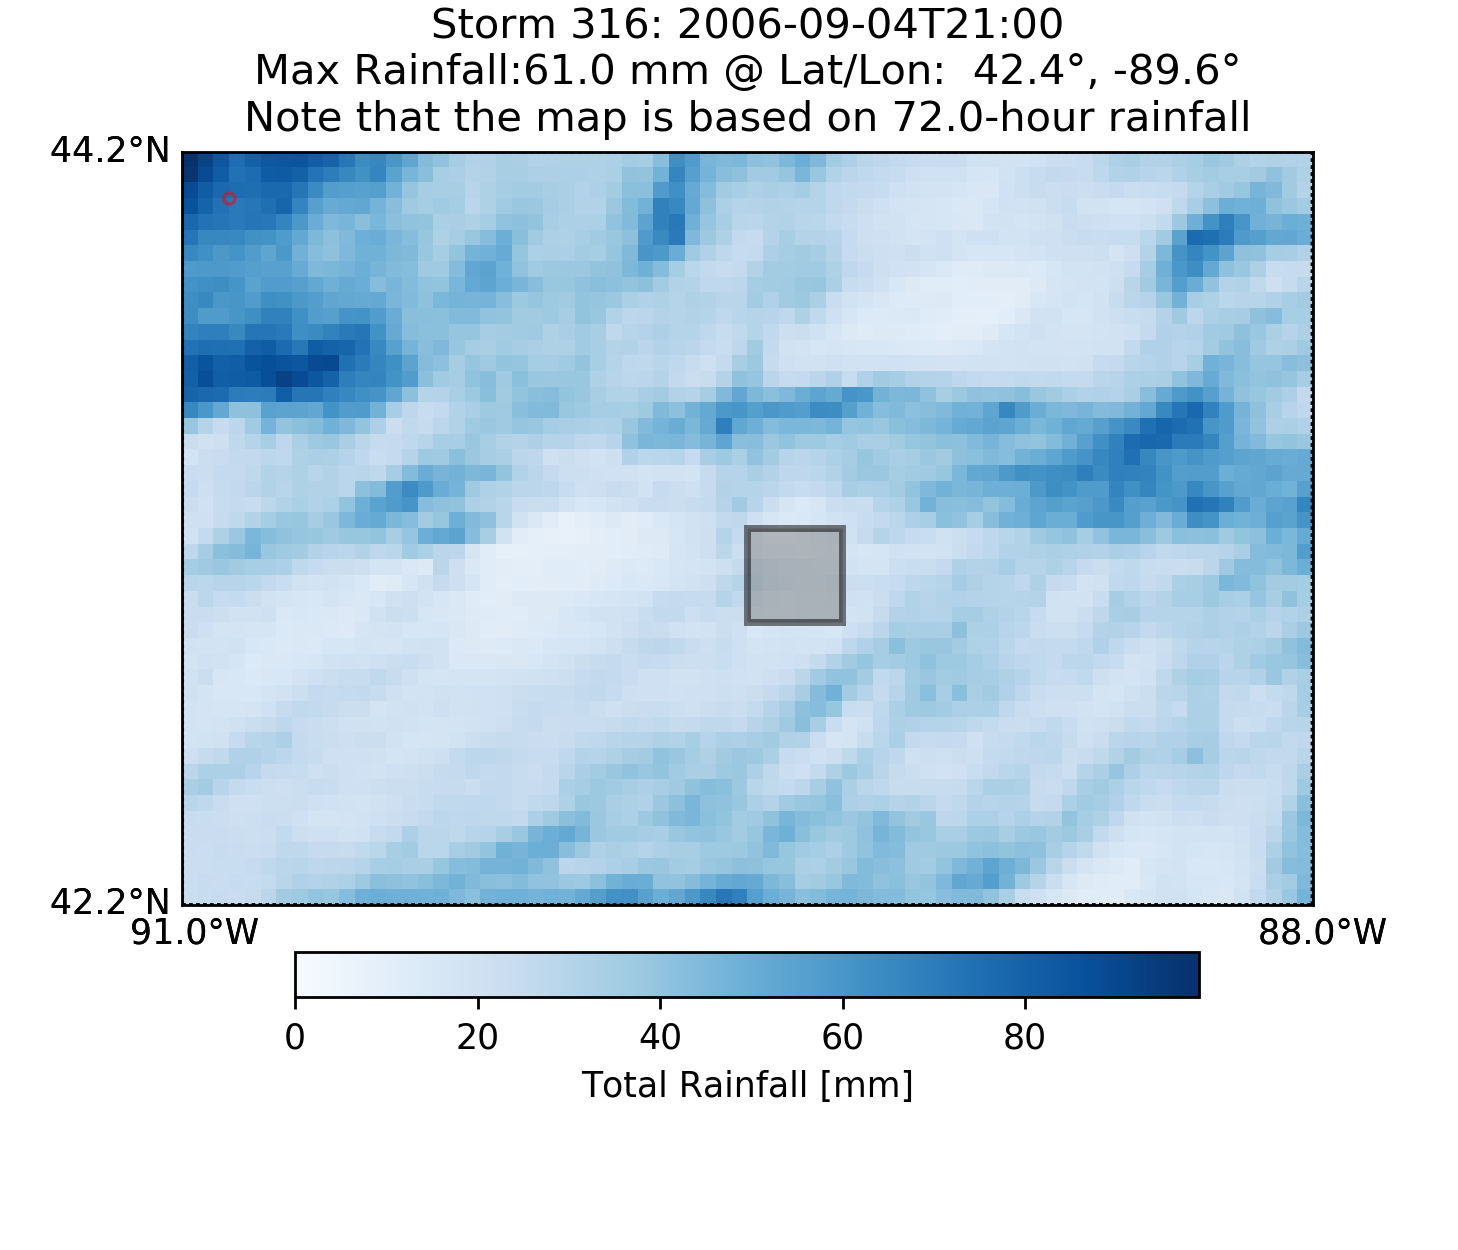 Storm 316: 2006-09-04T21:00
Max Rainfall:61.0 mm @ Lat/Lon:  42.4°, -89.6°
Note that the map is based on 72.0-hour rainfall
44.2°N
42.2°N
91.0°W 88.0°W
0 20 40 60 80
Total Rainfall [mm]